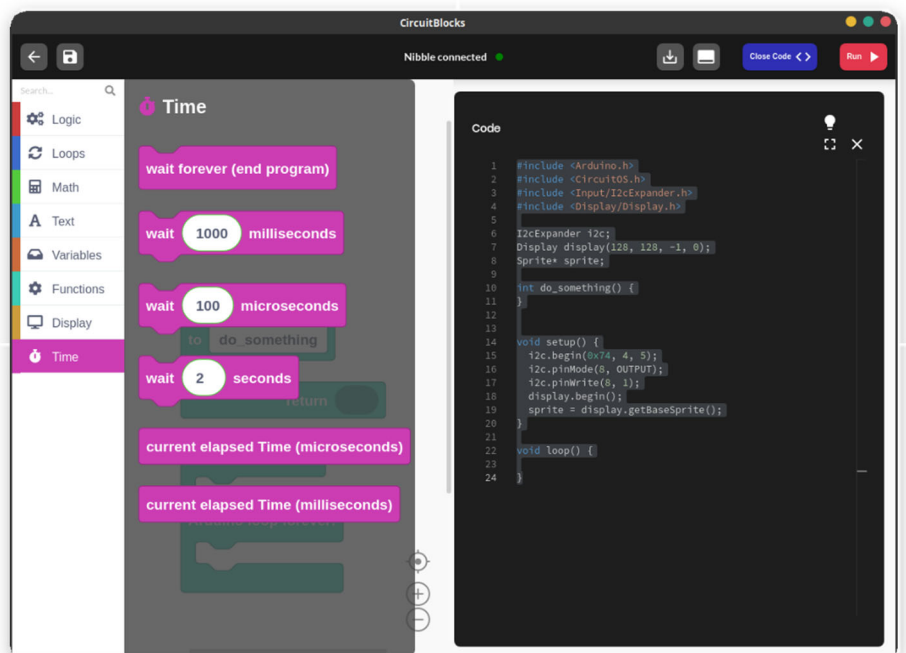 CircuitBlocks
Nibble connected
Close Code < >
Run
Search...
Logic
Loops
Math
Text
Variables
Functions
Display
Time
Time
wait forever (end program)
wait 1000 milliseconds
wait 100 microseconds
to do_something
wait 2 seconds
return
current elapsed Time (microseconds)
current elapsed Time (milliseconds)
Arduino loop forever:
Code
1 #include <Arduino.h>
2 #include <CircuitOS.h>
3 #include <Input/I2cExpander.h>
4 #include <Display/Display.h>
5
6 I2cExpander i2c;
7 Display display(128, 128, -1, 0);
8 Sprite* sprite;
9
10 int do_something() {
11 }
12
13
14 void setup() {
15 i2c.begin(0x74, 4, 5);
16 i2c.pinMode(8, OUTPUT);
17 i2c.pinWrite(8, 1);
18 display.begin();
19 sprite = display.getBaseSprite();
20 }
21
22 void loop() {
23
24 }